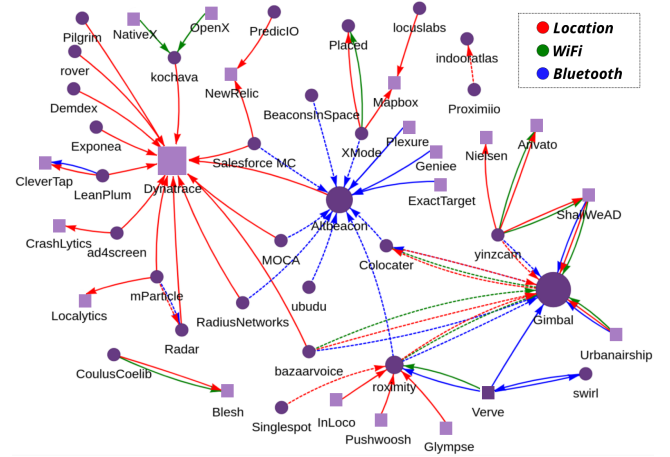 Pilgrim
NativeX
OpenX
PredicIO
locuslabs
Location
WiFi
Bluetooth
rover
kochava
Placed
indooratlas
Demdex
NewRelic
Mapbox
BeaconsInSpace
Proximiio
Exponea
XMode
Plexure
Salesforce MC
Geniee
Nielsen
Arivato
CleverTap
LeanPlum
Dynatrace
ExactTarget
Altbeacon
ShallWeAD
CrashLytics
ad4screen
MOCA
Colocater
yinzcam
Localytics
mParticle
RadiusNetworks
ubudu
Gimbal
Radar
Urbanairship
CoulusCoelib
bazaarvoice
roximity
Blesh
Singlespot
InLoco
Pushwoosh
Glympse
Verve
swirl